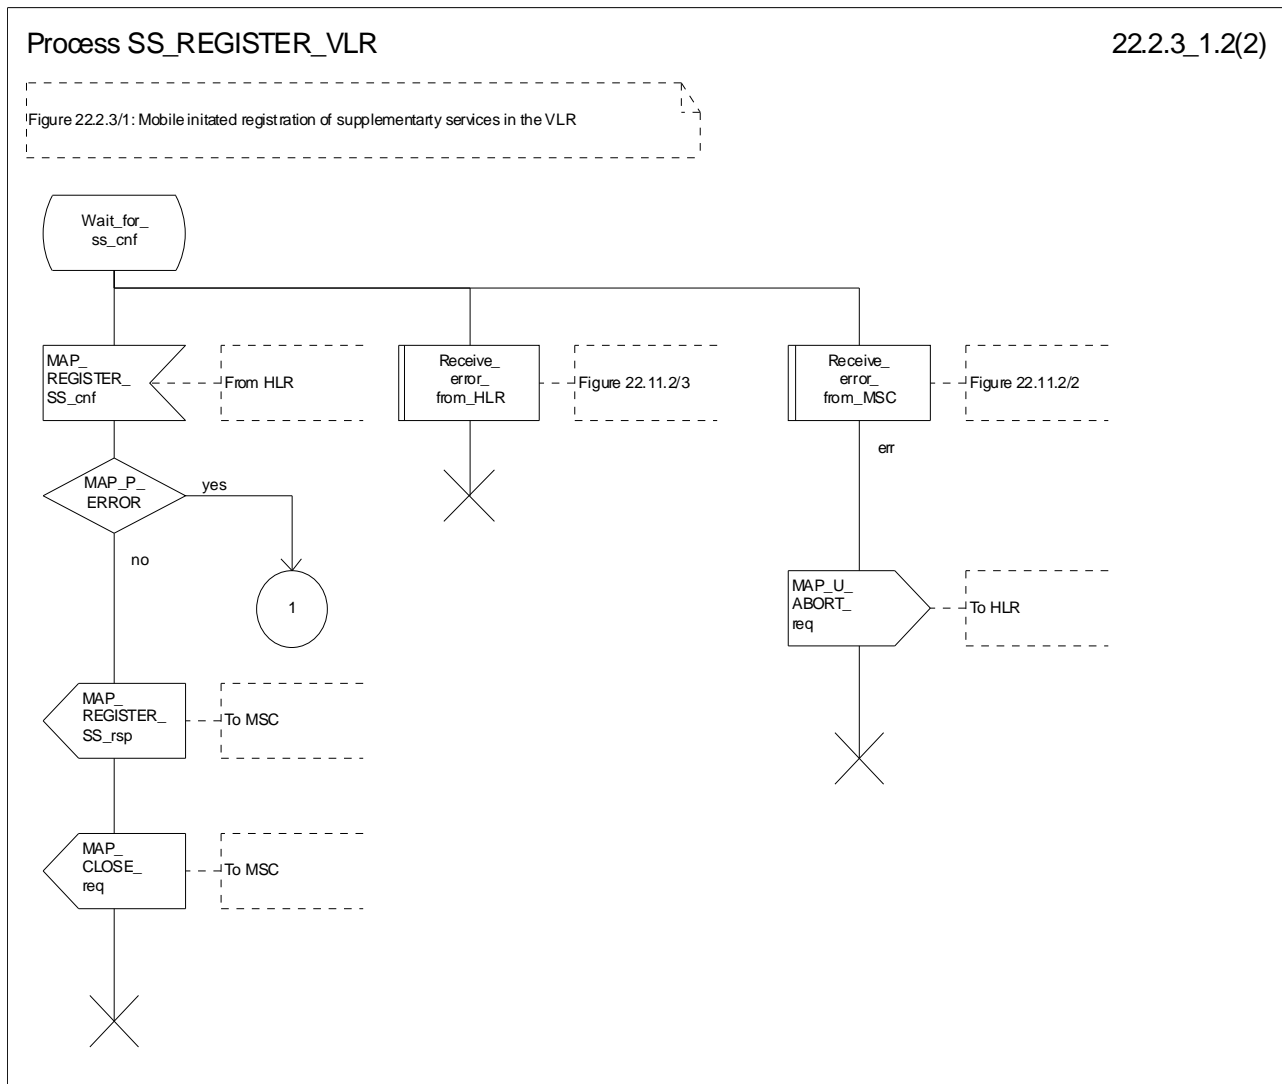 Process SS_REGISTER_VLR
22.2.3_1.2(2)
Figure 22.2.3/1: Mobile initated registration of supplementarty services in the VLR
Wait_for_
ss_cnf
MAP_
REGISTER_
SS_cnf
From HLR
Receive_
error_
from_HLR
Figure 22.11.2/3
Receive_
error_
from_MSC
Figure 22.11.2/2
err
MAP_P_
ERROR
yes
no
1
MAP_U_
ABORT_
req
To HLR
MAP_
REGISTER_
SS_rsp
To MSC
MAP_
CLOSE_
req
To MSC